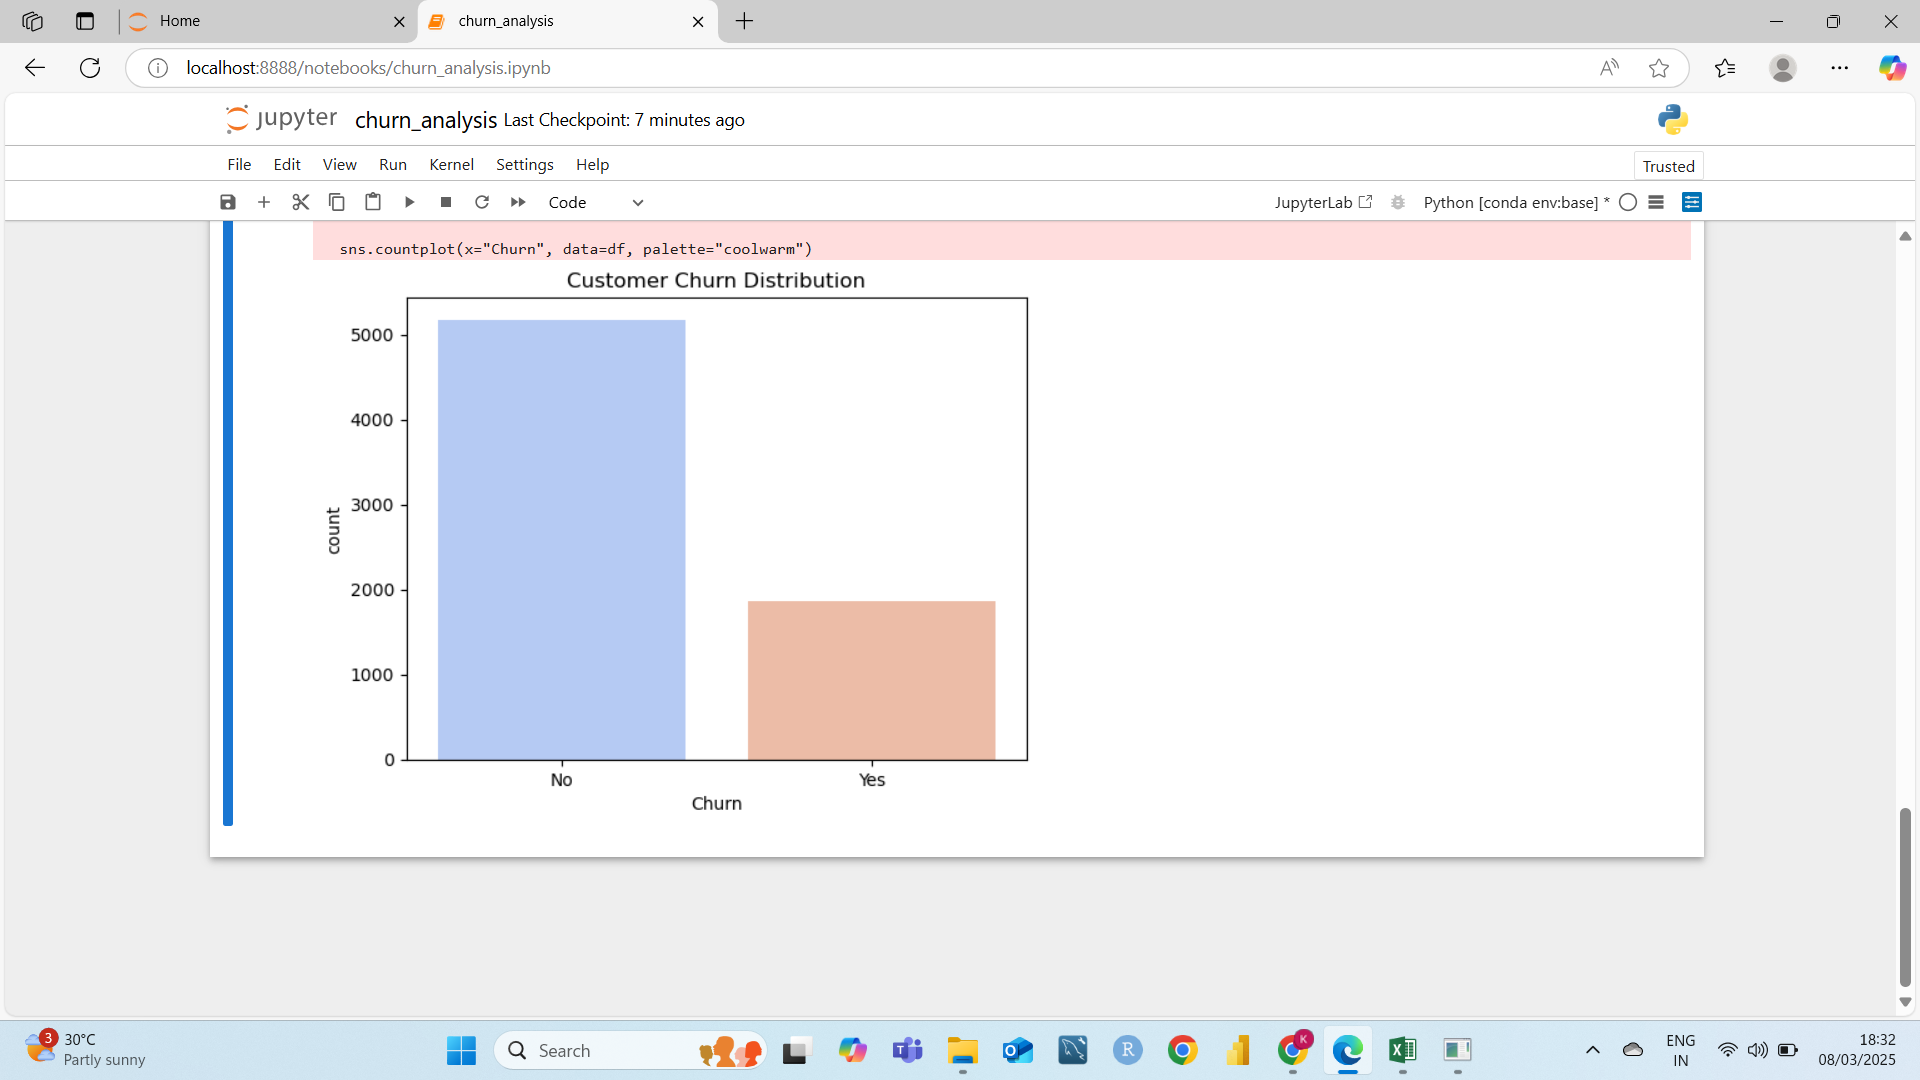 Home
churn_analysis
localhost:8888/notebooks/churn_analysis.ipynb
jupyter churn_analysis Last Checkpoint: 7 minutes ago
File Edit View Run Kernel Settings Help
Trusted
Code
JupyterLab
Python [conda env:base] *
sns.countplot(x="Churn", data=df, palette="coolwarm")
Customer Churn Distribution
5000
4000
3000
2000
1000
0
count
No
Yes
Churn
3
30°C
Partly sunny
Search
R
K
ENG
IN
18:32
08/03/2025